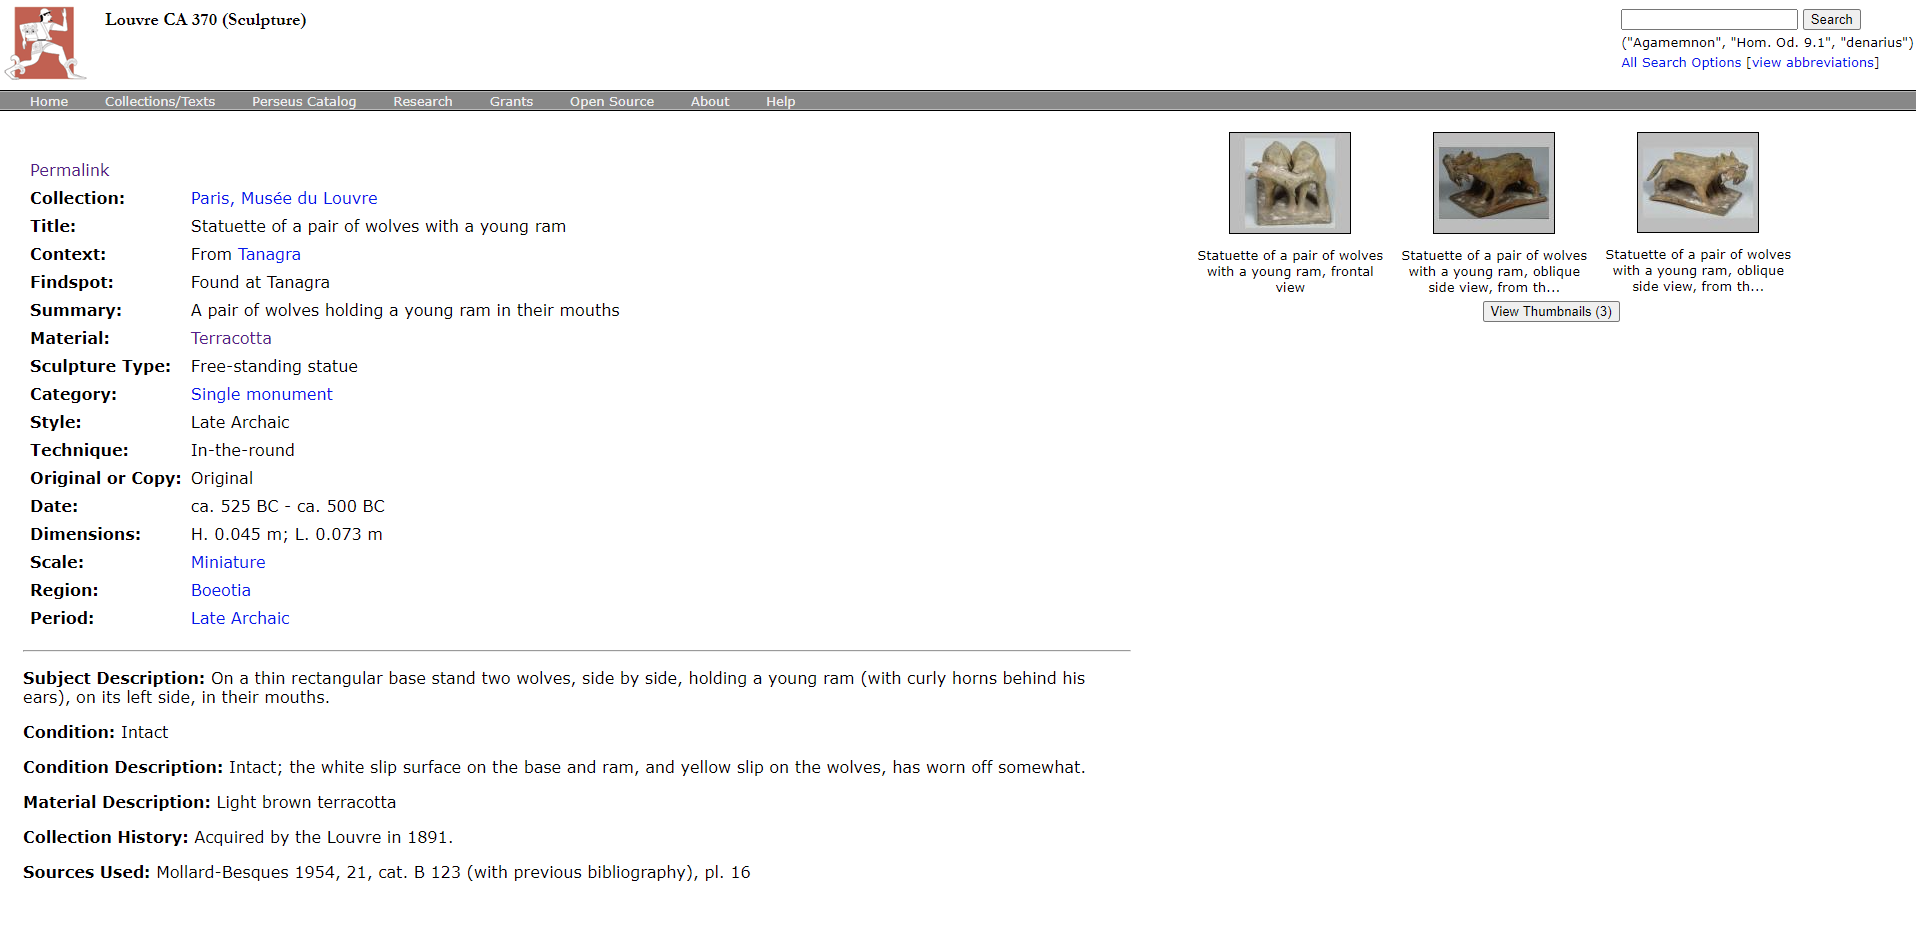 Louvre CA 370 (Sculpture)
Search
("Agamemnon", "Hom. Od. 9.1", "denarius")
All Search Options [view abbreviations]
Home Collections/Texts Perseus Catalog Research Grants Open Source About Help
Permalink
Collection: Paris, Musée du Louvre
Title: Statuette of a pair of wolves with a young ram
Context: From Tanagra
Findspot: Found at Tanagra
Summary: A pair of wolves holding a young ram in their mouths
Material: Terracotta
Sculpture Type: Free-standing statue
Category: Single monument
Style: Late Archaic
Technique: In-the-round
Original or Copy: Original
Date: ca. 525 BC - ca. 500 BC
Dimensions: H. 0.045 m; L. 0.073 m
Scale: Miniature
Region: Boeotia
Period: Late Archaic
Subject Description: On a thin rectangular base stand two wolves, side by side, holding a young ram (with curly horns behind his
ears), on its left side, in their mouths.
Condition: Intact
Condition Description: Intact; the white slip surface on the base and ram, and yellow slip on the wolves, has worn off somewhat.
Material Description: Light brown terracotta
Collection History: Acquired by the Louvre in 1891.
Sources Used: Mollard-Besques 1954, 21, cat. B 123 (with previous bibliography), pl. 16
Statuette of a pair of wolves
with a young ram, frontal
view
Statuette of a pair of wolves
with a young ram, oblique
side view, from th...
Statuette of a pair of wolves
with a young ram, oblique
side view, from th...
View Thumbnails (3)